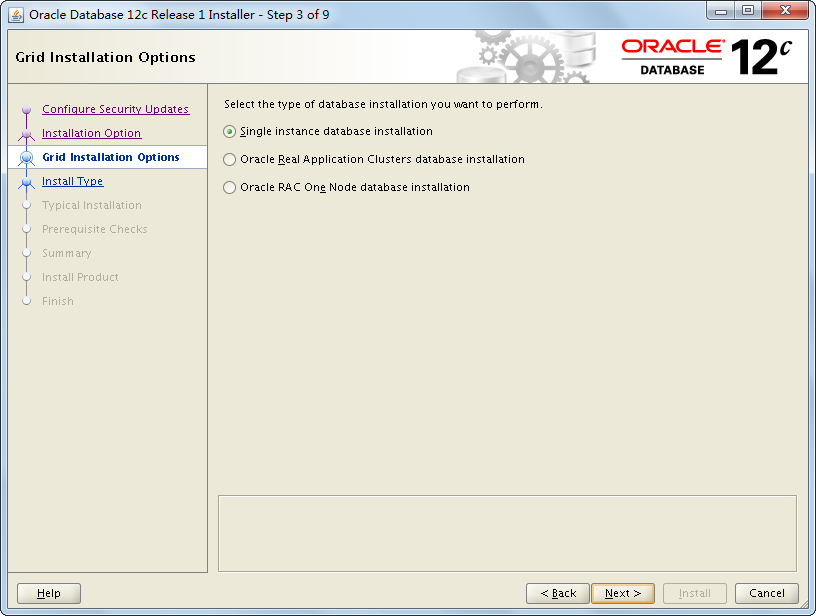 Oracle Database 12c Release 1 Installer - Step 3 of 9
Grid Installation Options
ORACLE
DATABASE
12c
Configure Security Updates
Installation Option
Grid Installation Options
Install Type
Typical Installation
Prerequisite Checks
Summary
Install Product
Finish
Select the type of database installation you want to perform.
Single instance database installation
Oracle Real Application Clusters database installation
Oracle RAC One Node database installation
Help
< Back
Next >
Install
Cancel